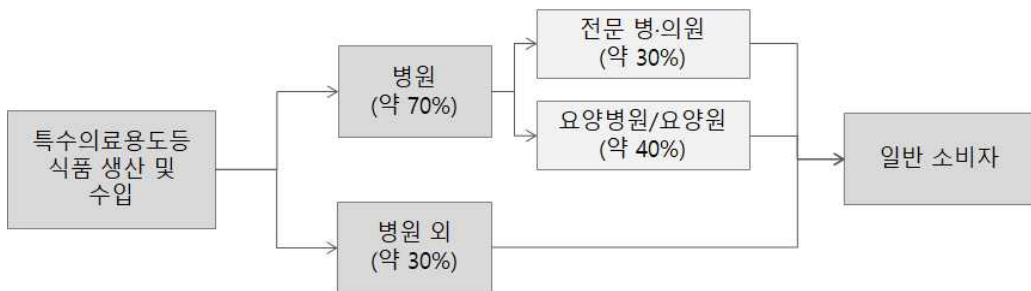 특수의료용도등
식품 생산 및
수입
병원
(약 70%)
전문 병·의원
(약 30%)
요양병원/요양원
(약 40%)
병원 외
(약 30%)
일반 소비자